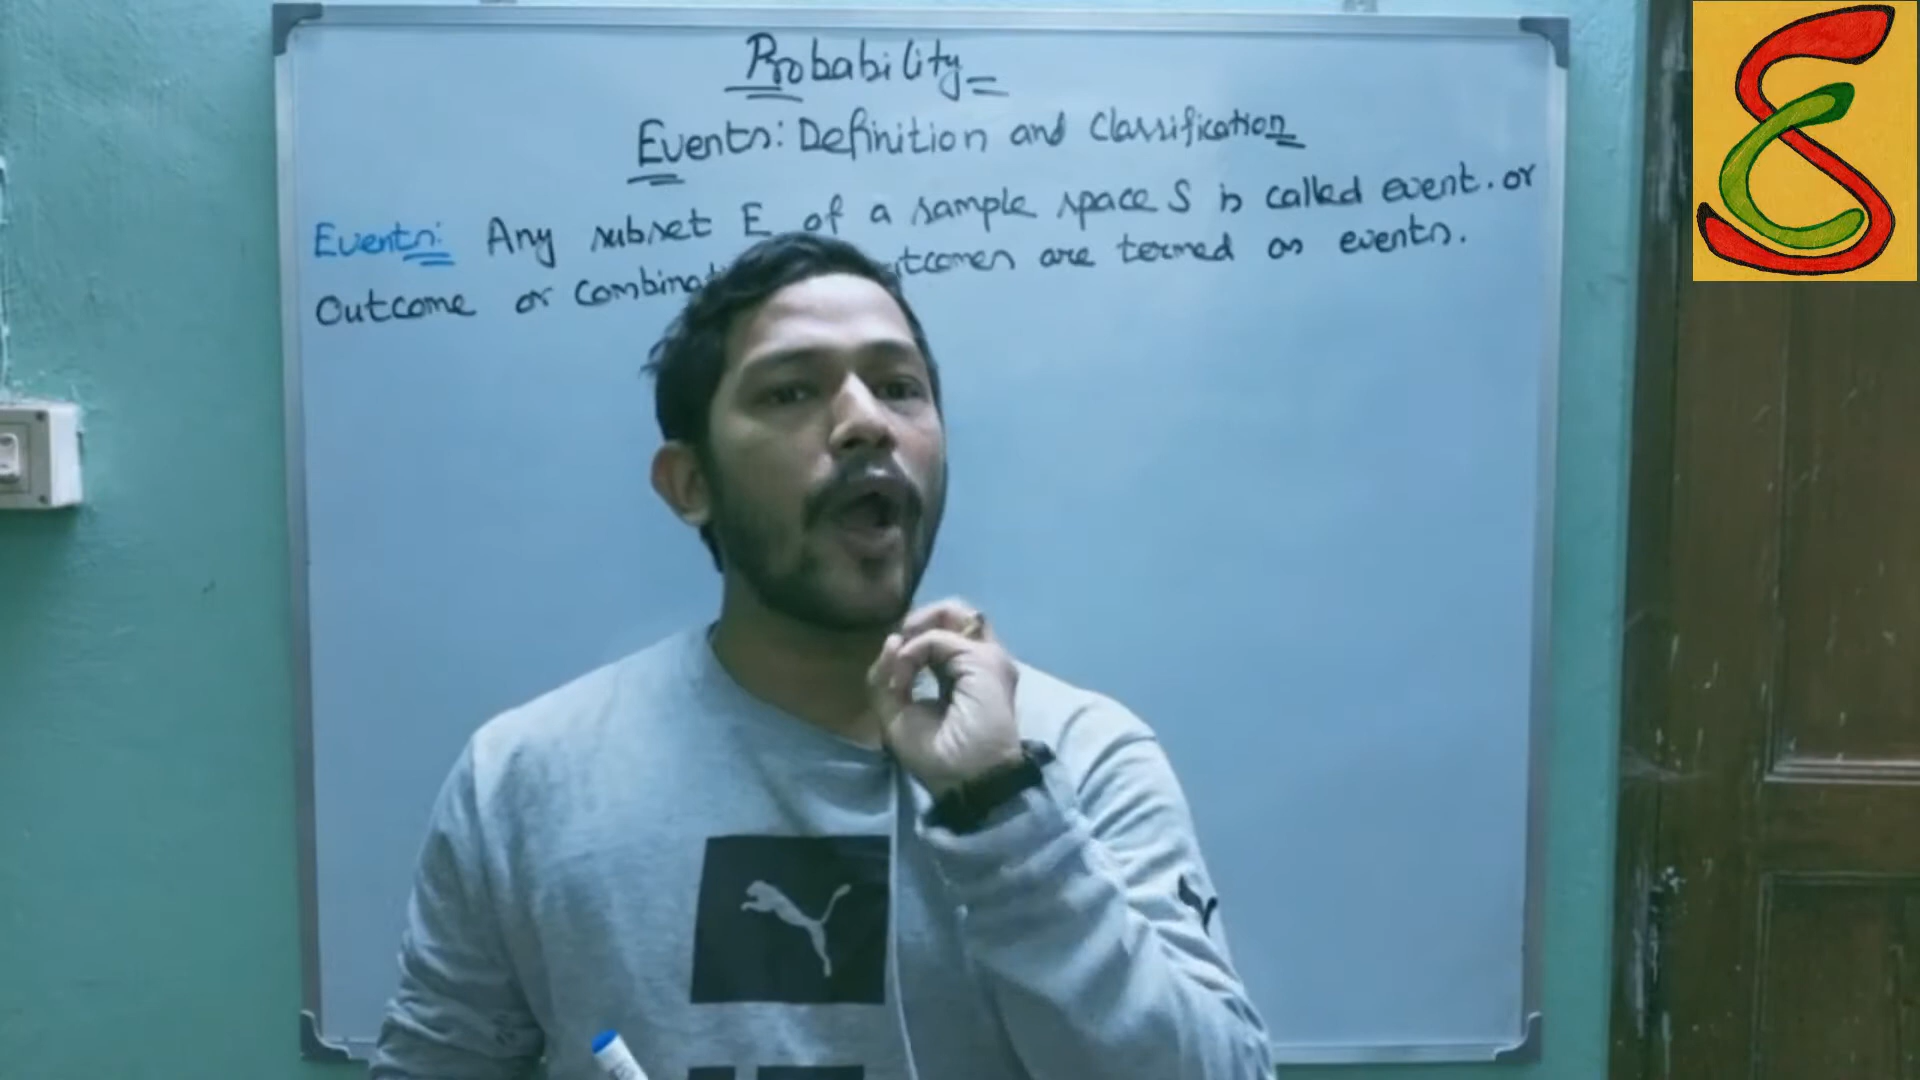 Probability
Events: Definition and Classification
Events: Any subset E of a sample space S is called event. or
Outcome or are termed as events.